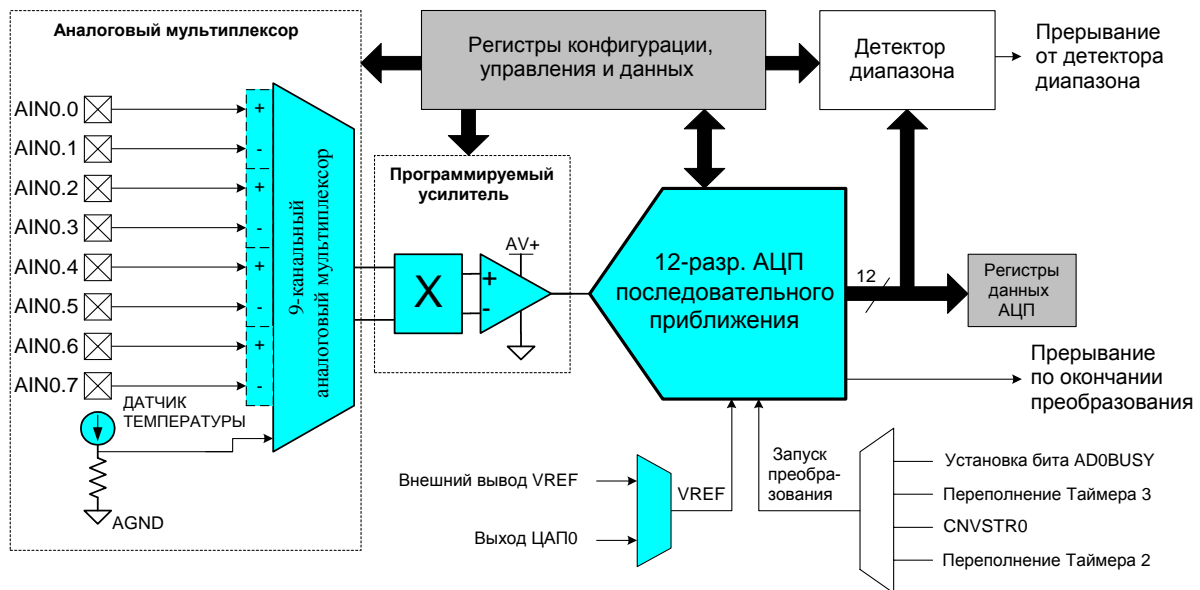 Аналоговый мультиплексор
AIN0.0
AIN0.1
AIN0.2
AIN0.3
AIN0.4
AIN0.5
AIN0.6
AIN0.7
+
-
+
-
+
-
+
-
9-канальный
аналоговый мультиплексор
ДАТЧИК
ТЕМПЕРАТУРЫ
AGND
Регистры конфигурации,
управления и данных
Детектор
диапазона
Прерывание
от детектора
диапазона
Программируемый
усилитель
X
AV+
+
-
12-разр. АЦП
последовательного
приближения
12
Регистры
данных
АЦП
Прерывание
по окончании
преобразования
Внешний вывод VREF
Выход ЦАП0
VREF
Запуск
преобра-
зования
Установка бита AD0BUSY
Переполнение Таймера 3
CNVSTR0
Переполнение Таймера 2